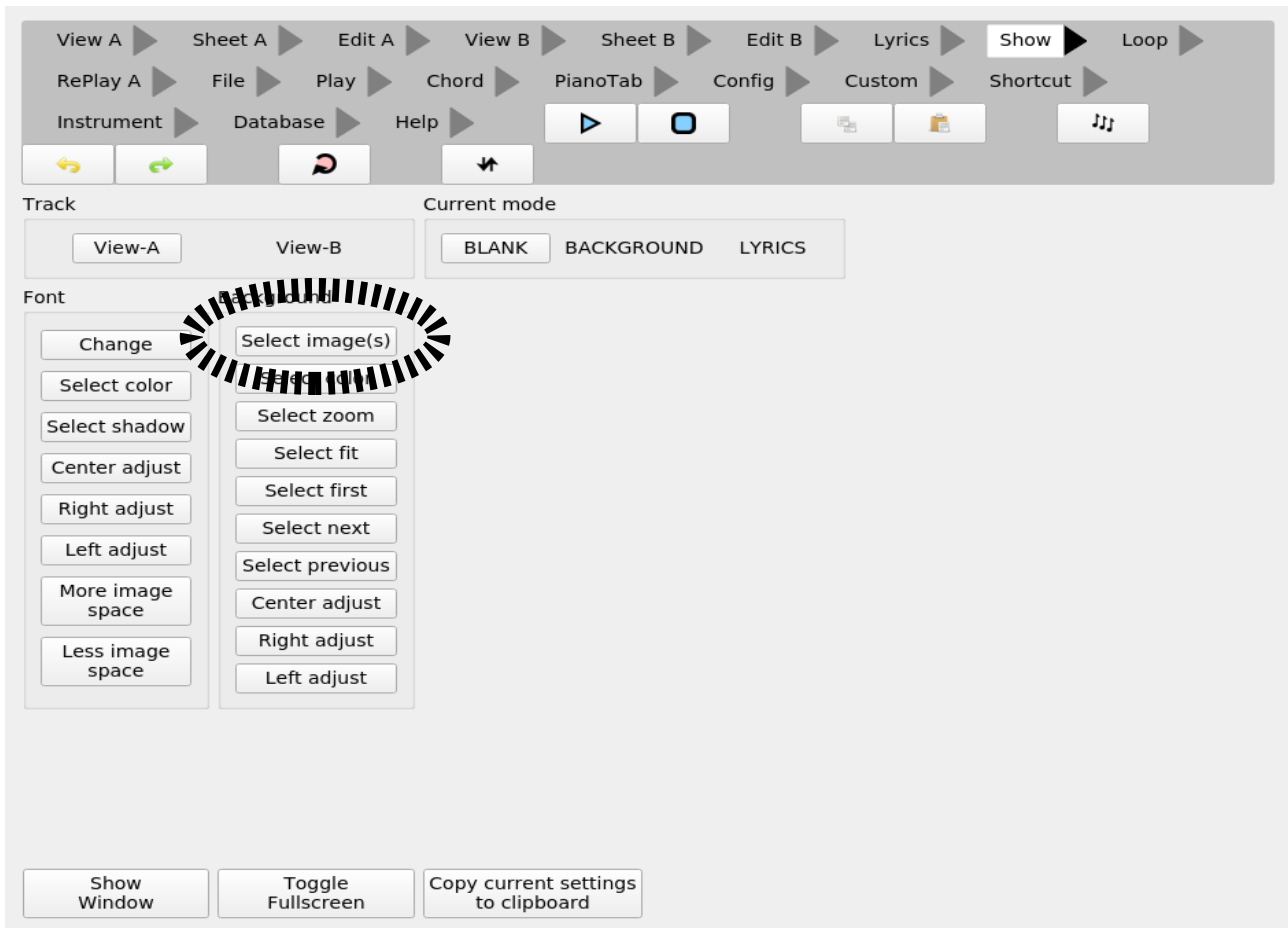 View A Sheet A Edit A View B Sheet B Edit B Lyrics Show Loop
RePlay A File Play Chord PianoTab Config Custom Shortcut
Instrument Database Help
Track Current mode
View-A View-B BLANK BACKGROUND LYRICS
Font Background
Change
Select color
Select shadow
Center adjust
Right adjust
Left adjust
More image
space
Less image
space
Select image(s)
Select color
Select zoom
Select fit
Select first
Select next
Select previous
Center adjust
Right adjust
Left adjust
Show
Window
Toggle
Fullscreen
Copy current settings
to clipboard